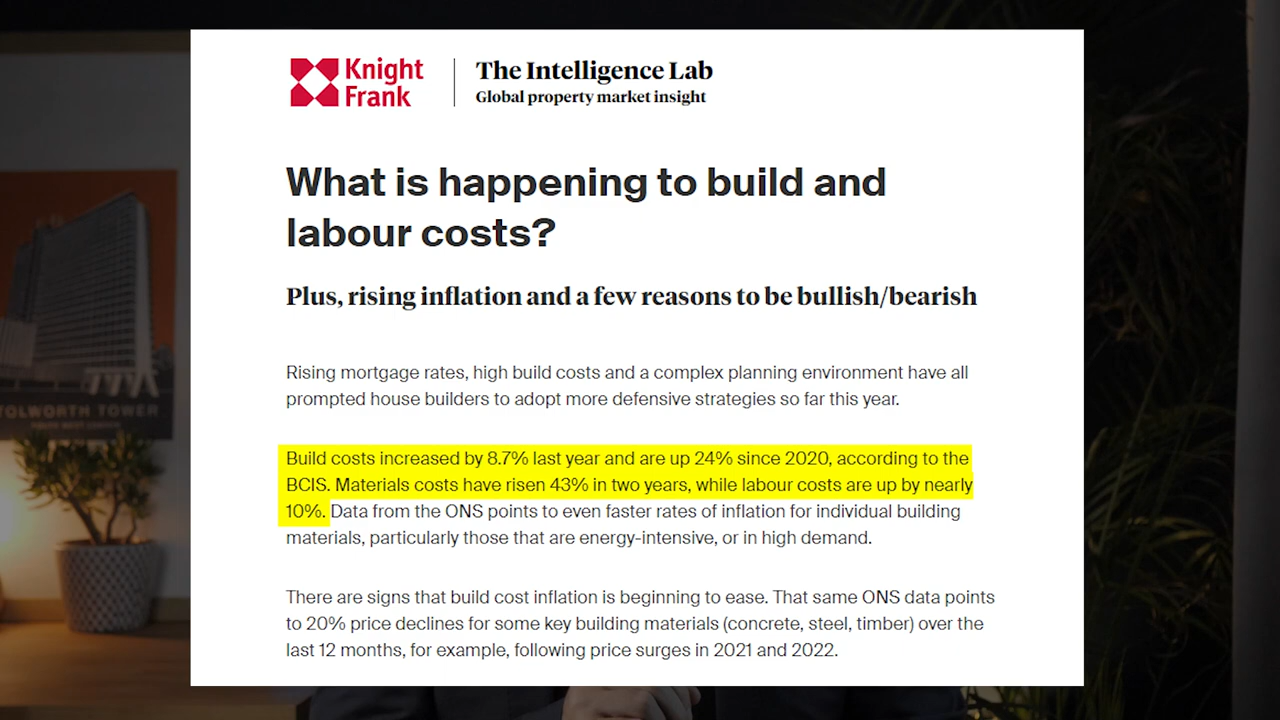 Knight
Frank
The Intelligence Lab
Global property market insight
What is happening to build and
labour costs?
Plus, rising inflation and a few reasons to be bullish/bearish
Rising mortgage rates, high build costs and a complex planning environment have all
prompted house builders to adopt more defensive strategies so far this year.
Build costs increased by 8.7% last year and are up 24% since 2020, according to the
BCIS. Materials costs have risen 43% in two years, while labour costs are up by nearly
10%. Data from the ONS points to even faster rates of inflation for individual building
materials, particularly those that are energy-intensive, or in high demand.
There are signs that build cost inflation is beginning to ease. That same ONS data points
to 20% price declines for some key building materials (concrete, steel, timber) over the
last 12 months, for example, following price surges in 2021 and 2022.
TOLWORTH TOWER